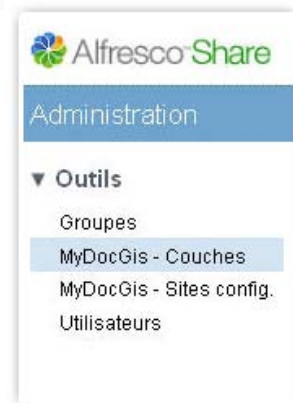 Alfresco Share
Administration
▼ Outils
Groupes
MyDocGis - Couches
MyDocGis - Sites config.
Utilisateurs